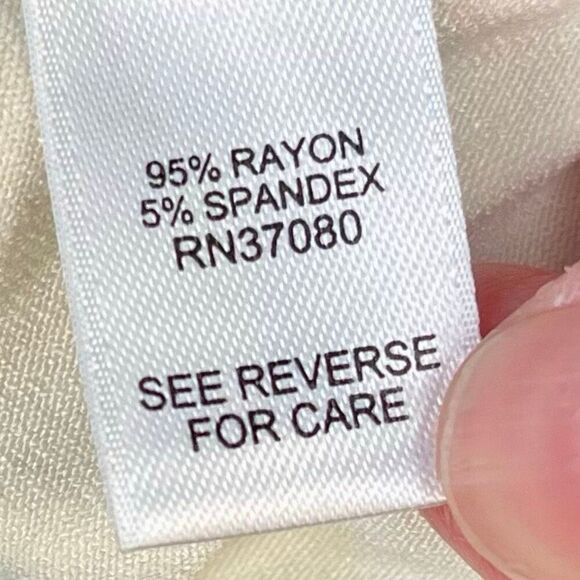 95% RAYON
5% SPANDEX
RN37080
SEE REVERSE
FOR CARE